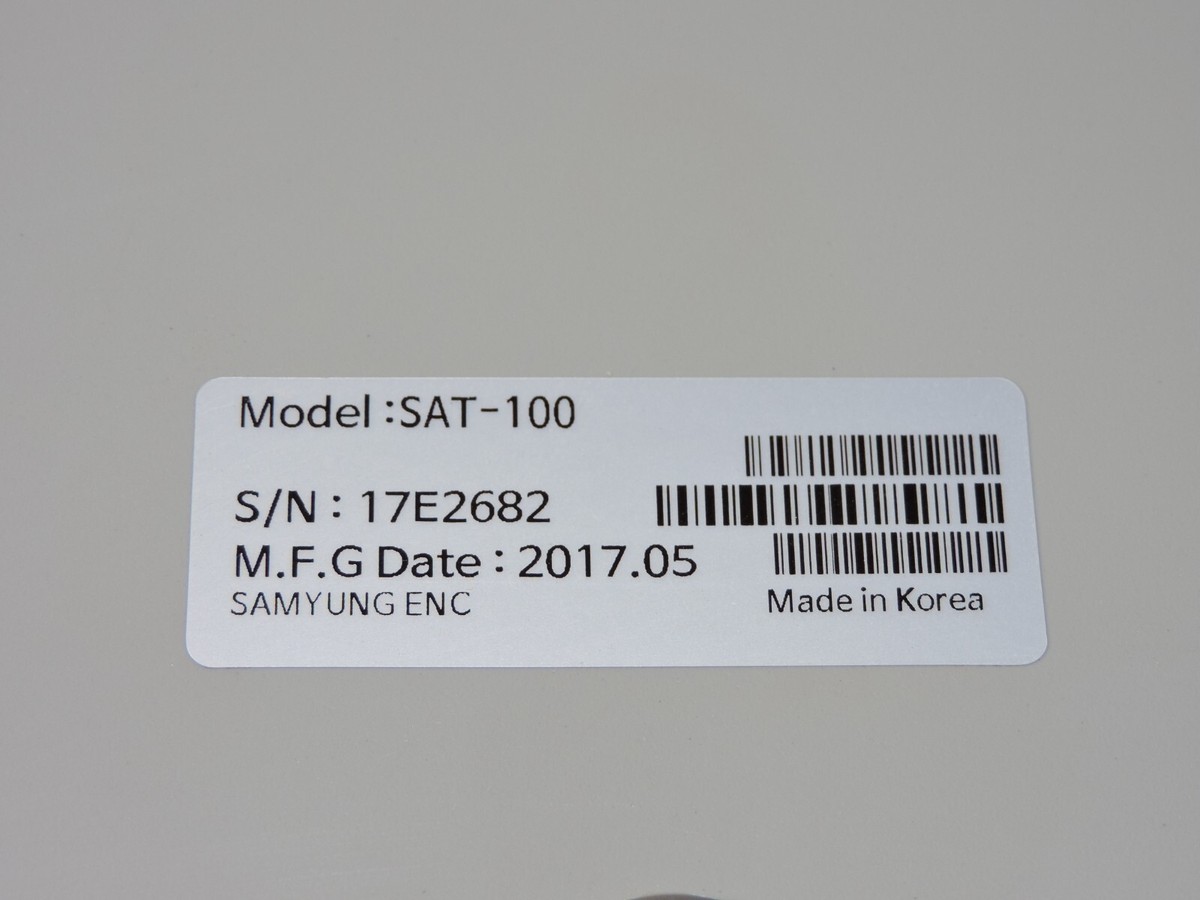 Model :SAT-100
S/N : 17E2682
M.F.G Date : 2017.05
SAMYUNG ENC
Made in Korea